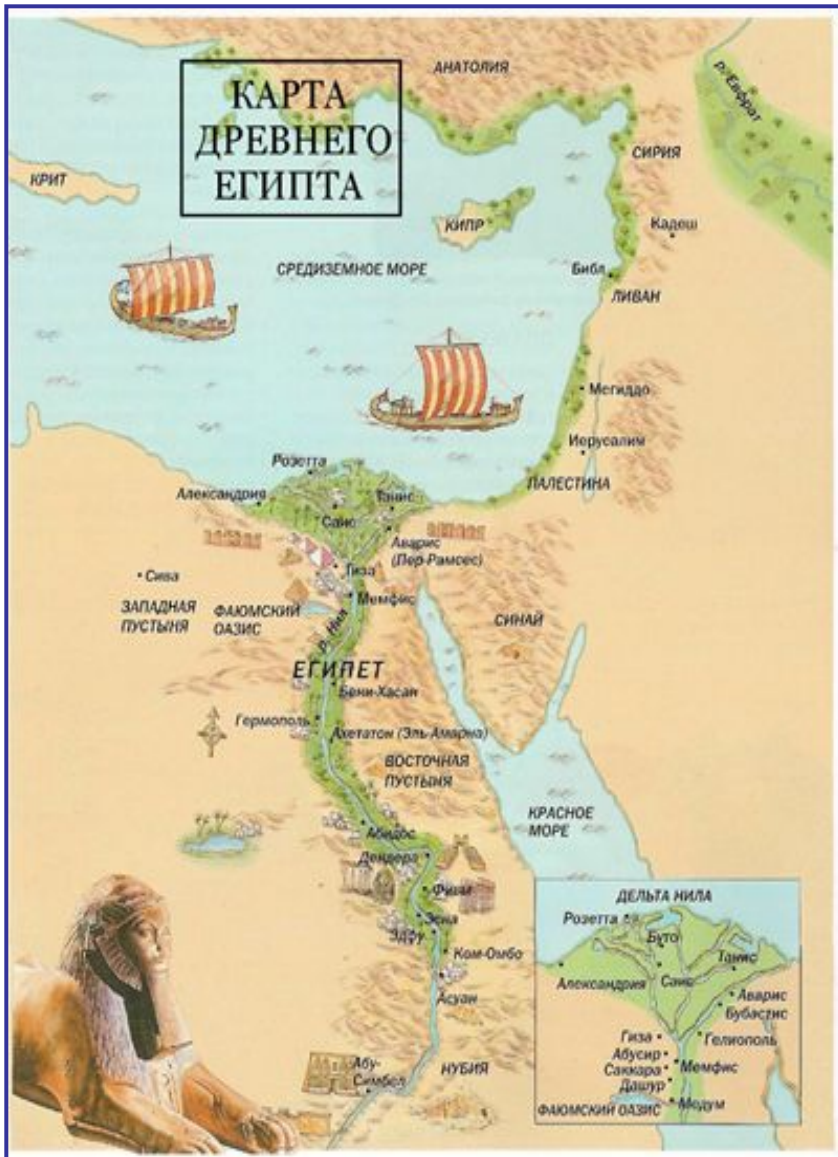 КАРТА
ДРЕВНЕГО
ЕГИПТА
АНАТОЛИЯ
р. Евфрат
СИРИЯ
КРИТ
КИПР
Кадеш
СРЕДИЗЕМНОЕ МОРЕ
Библ
ЛИВАН
Мегиддо
Иерусалим
ПАЛЕСТИНА
Розетта
Александрия
Танис
Саис
Аварис
(Пер-Рамсес)
Гиза
Сива
Мемфис
ЗАПАДНАЯ
ПУСТЫНЯ
ФАЮМСКИЙ
ОАЗИС
р. Нил
СИНАЙ
ЕГИПЕТ
Бени-Хасан
Гермополь
Ахетатон (Эль-Амарна)
ВОСТОЧНАЯ
ПУСТЫНЯ
КРАСНОЕ
МОРЕ
Абидос
Дендера
Фивы
Эсна
Эдфу
Ком-Омбо
Асуан
Абу-
Симбел
НУБИЯ
ДЕЛЬТА НИЛА
Розетта
Буто
Танис
Александрия
Саис
Аварис
Бубастис
Гиза
Гелиополь
Абусир
Мемфис
Саккара
Дашур
ФАЮМСКИЙ ОАЗИС
Медум